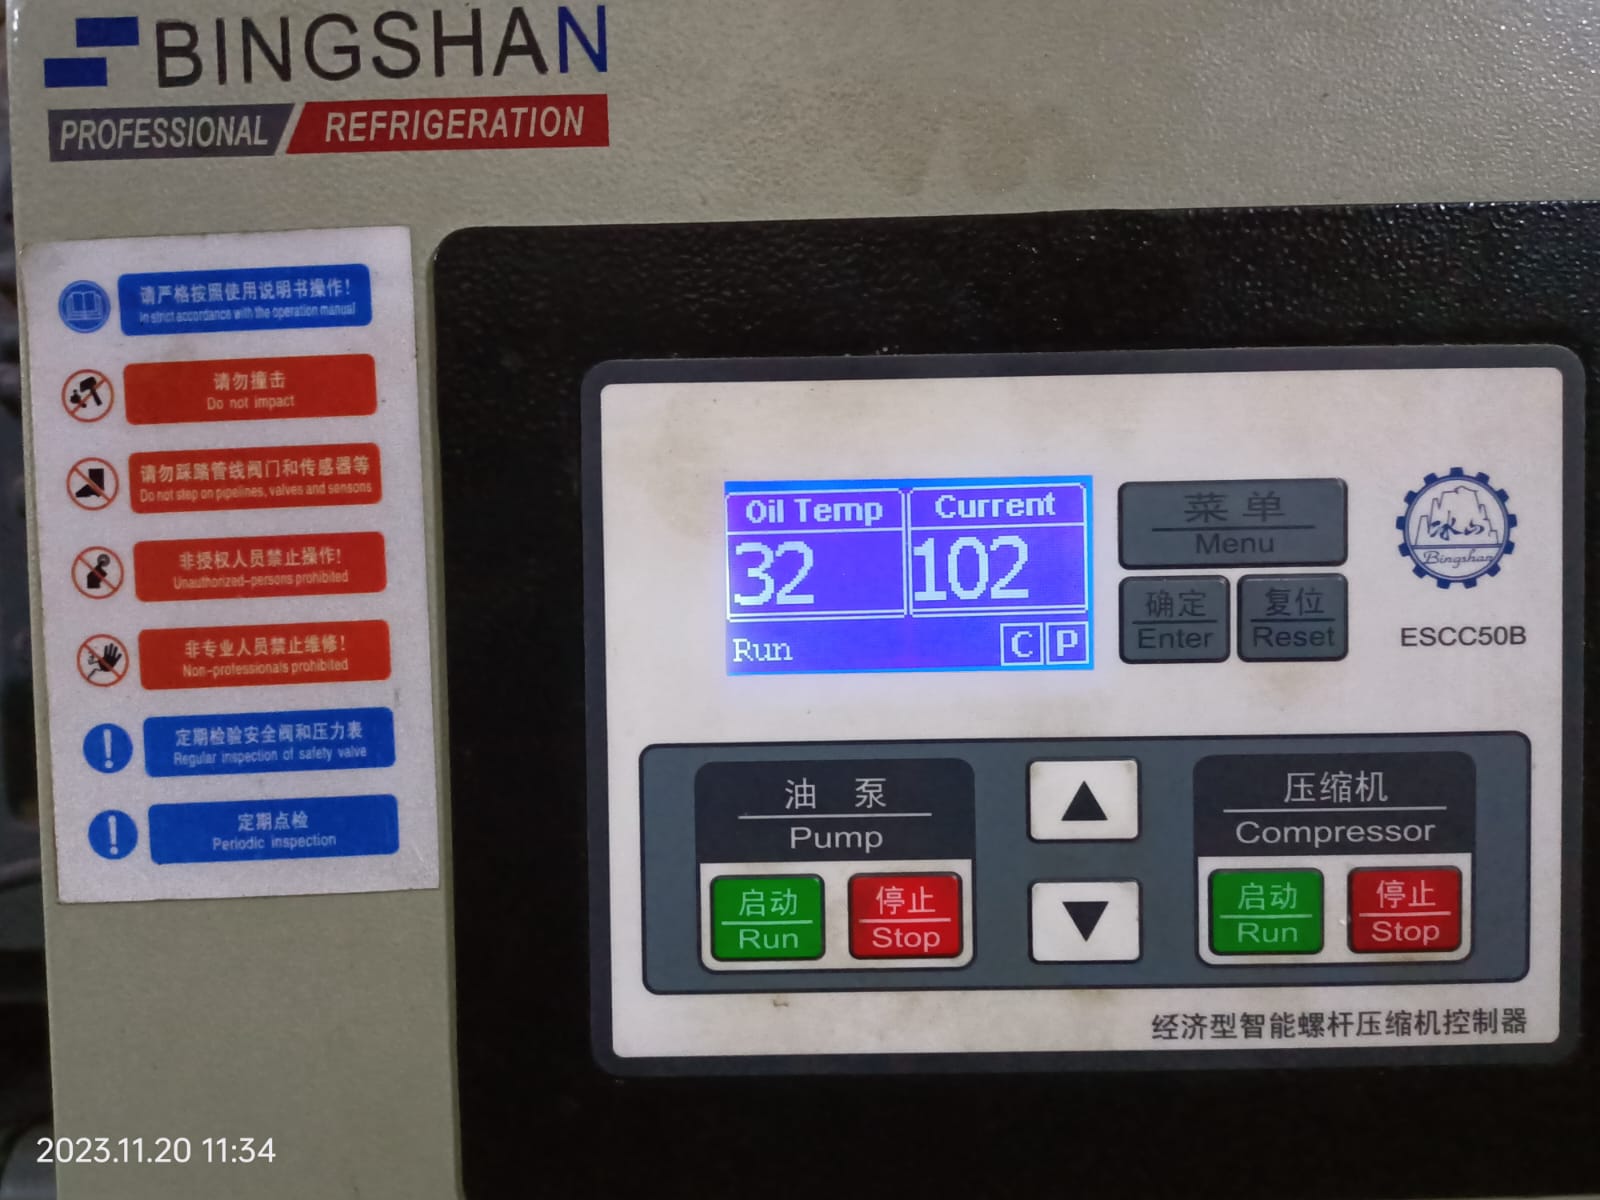 BINGSHAN
PROFESSIONAL REFRIGERATION
请严格按照使用说明书操作!
In strict accordance with the operation manual
请勿撞击
Do not impact
请勿踩踏管线阀门和传感器等
Do not step on pipelines, valves and sensors
非授权人员禁止操作!
Unauthorized-persons prohibited
非专业人员禁止维修!
Non-professionals prohibited
定期检验安全阀和压力表
Regular inspection of safety valve
定期点检
Periodic inspection
Oil Temp Current
32 102
Run C P
菜单
Menu
确定
Enter
复位
Reset
冰山
Bingshan
ESCC50B
油泵
Pump
启动
Run
停止
Stop
▲
▼
压缩机
Compressor
启动
Run
停止
Stop
经济型智能螺杆压缩机控制器
2023.11.20 11:34